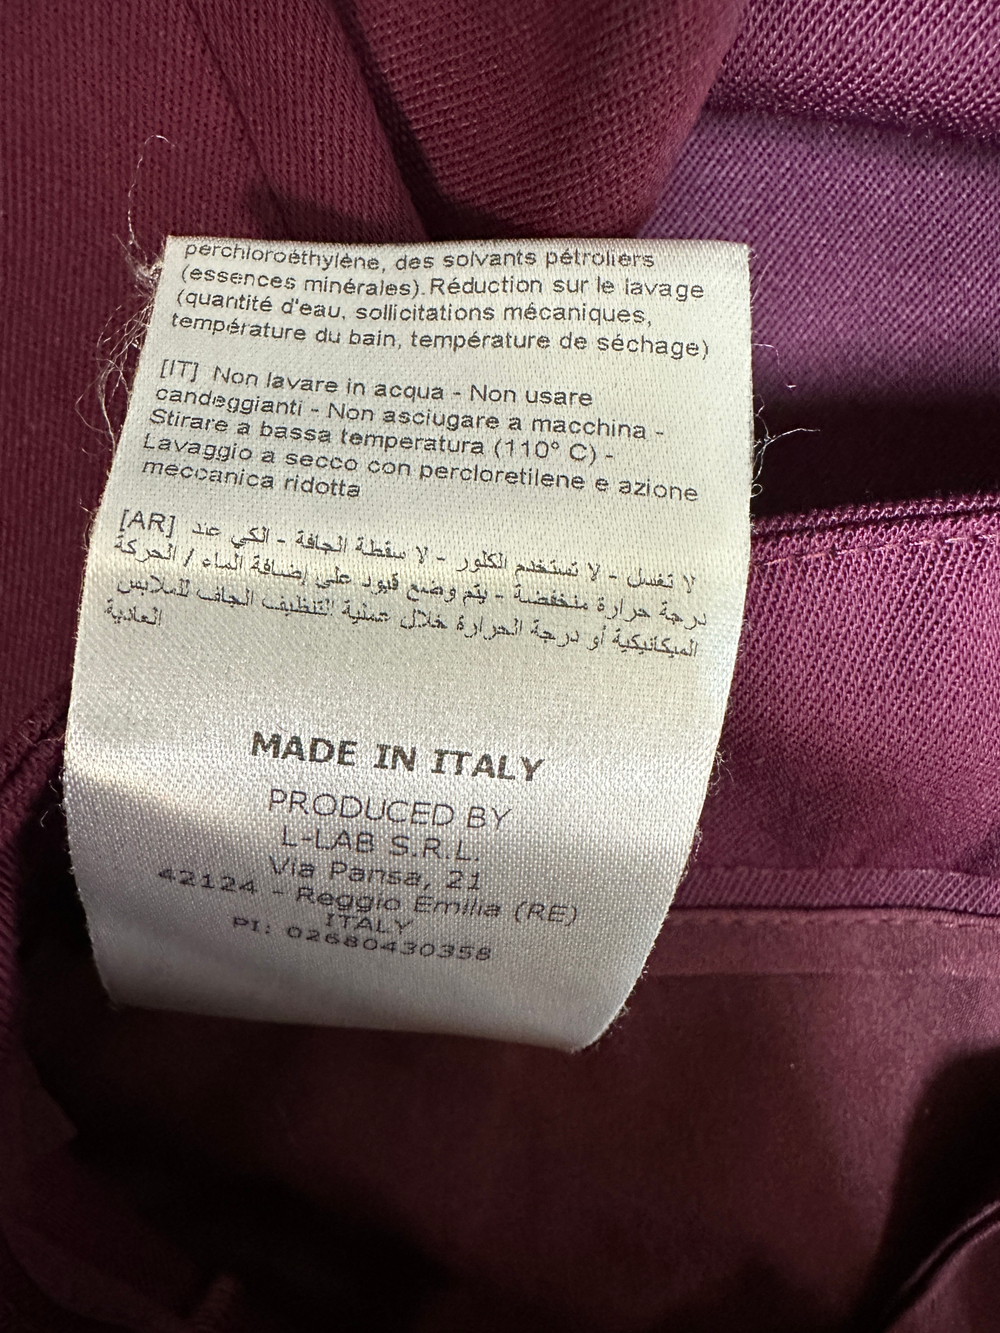 perchloroéthylène, des solvants pétroliers
(essences minérales).Réduction sur le lavage
(quantité d'eau, sollicitations mécaniques,
température du bain, température de séchage)
[IT] Non lavare in acqua - Non usare
candeggianti - Non asciugare a macchina -
Stirare a bassa temperatura (110° C) -
Lavaggio a secco con percloretilene e azione
meccanica ridotta
[AR] لا تغسل - لا تستخدم الكلور - لا سقطة الجافة - الكي عند
درجة حرارة منخفضة - يتم وضع قيود على إضافة الماء / الحركة
الميكانيكية أو درجة الحرارة خلال عملية التنظيف الجاف للملابس
العادية
MADE IN ITALY
PRODUCED BY
L-LAB S.R.L.
Via Pansa, 21
42124 - Reggio Emilia (RE)
ITALY
PI: 02680430358